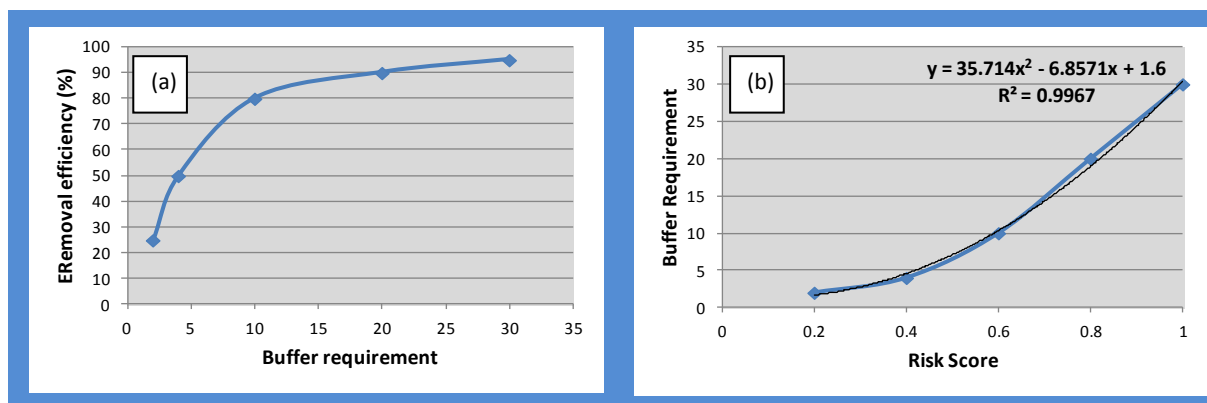 (a)
ERemoval efficiency (%)
100
90
80
70
60
50
40
30
20
10
0
0 5 10 15 20 25 30 35
Buffer requirement
(b)
y = 35.714x² - 6.8571x + 1.6
R² = 0.9967
Buffer Requirement
35
30
25
20
15
10
5
0
0 0.2 0.4 0.6 0.8 1
Risk Score